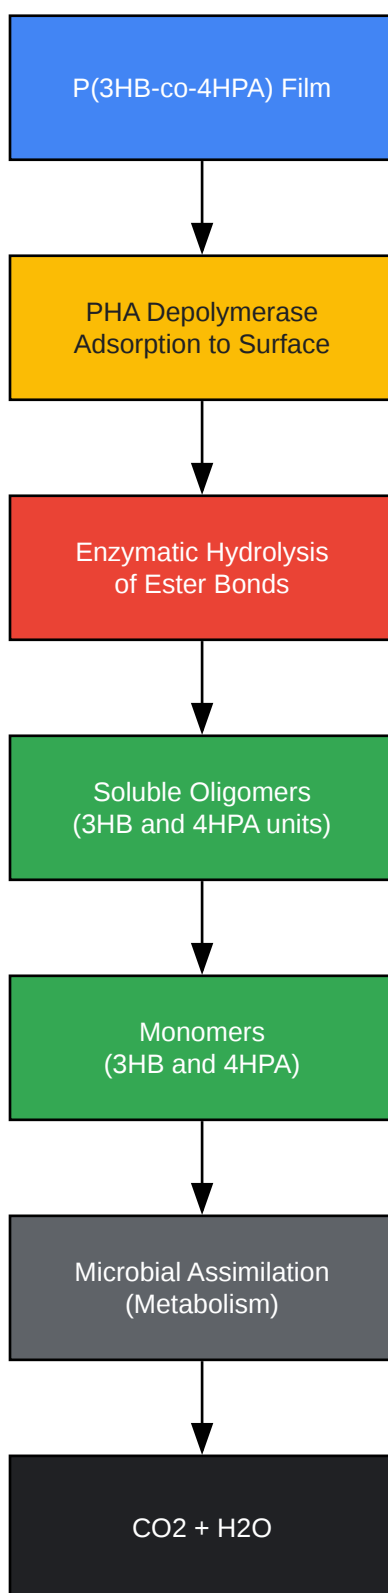 P(3HB-co-4HPA) Film
PHA Depolymerase
Adsorption to Surface
Enzymatic Hydrolysis
of Ester Bonds
Soluble Oligomers
(3HB and 4HPA units)
Monomers
(3HB and 4HPA)
Microbial Assimilation
(Metabolism)
CO2 + H2O